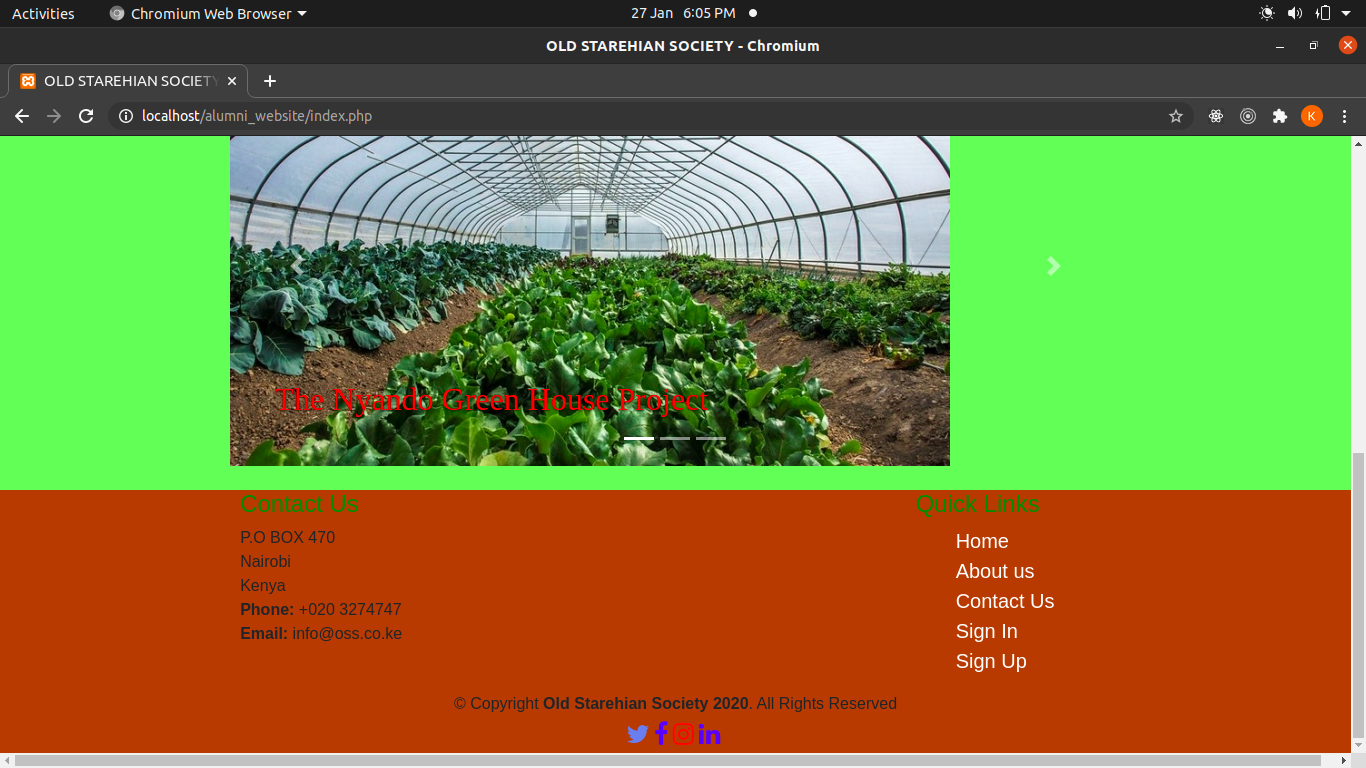 Activities
Chromium Web Browser
27 Jan 6:05 PM
OLD STAREHIAN SOCIETY - Chromium
OLD STAREHIAN SOCIETY
localhost/alumni_website/index.php
K
The Nyando Green House Project
Contact Us
P.O BOX 470
Nairobi
Kenya
Phone: +020 3274747
Email: info@oss.co.ke
Quick Links
Home
About us
Contact Us
Sign In
Sign Up
© Copyright Old Starehian Society 2020. All Rights Reserved